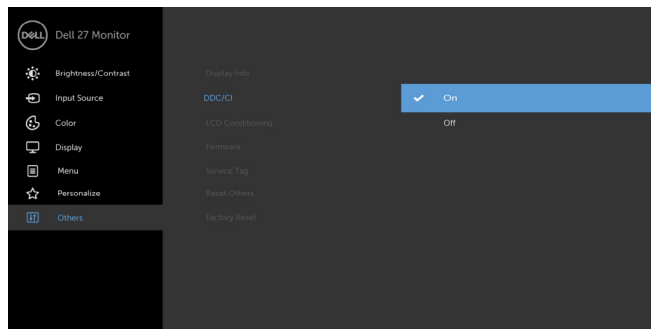 DELL Dell 27 Monitor
Brightness/Contrast
Input Source
Color
Display
Menu
Personalize
Others
Display Info
DDC/CI
LCD Conditioning
Firmware
Service Tag
Reset Others
Factory Reset
On
Off